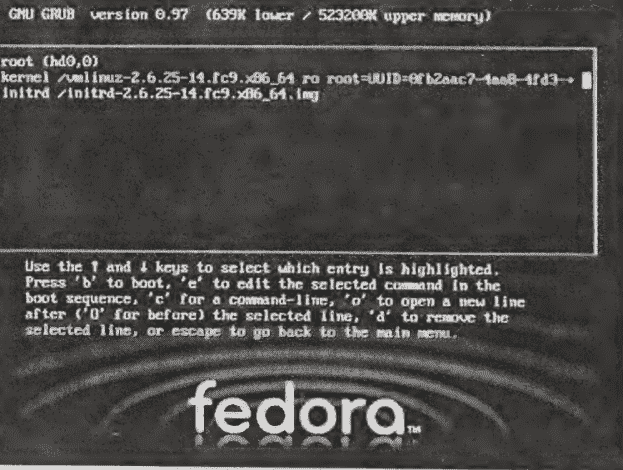 GNU GRUB version 0.97 (639K lower / 523200K upper memory)
root (hd0,0)
kernel /vmlinuz-2.6.25-14.fc9.x86_64 ro root=UUID=0fb2aac7-4aa8-4fd3-→
initrd /initrd-2.6.25-14.fc9.x86_64.img
Use the ↑ and ↓ keys to select which entry is highlighted.
Press 'b' to boot, 'e' to edit the selected command in the
boot sequence, 'c' for a command-line, 'o' to open a new line
after ('O' for before) the selected line, 'd' to remove the
selected line, or escape to go back to the main menu.
fedora™